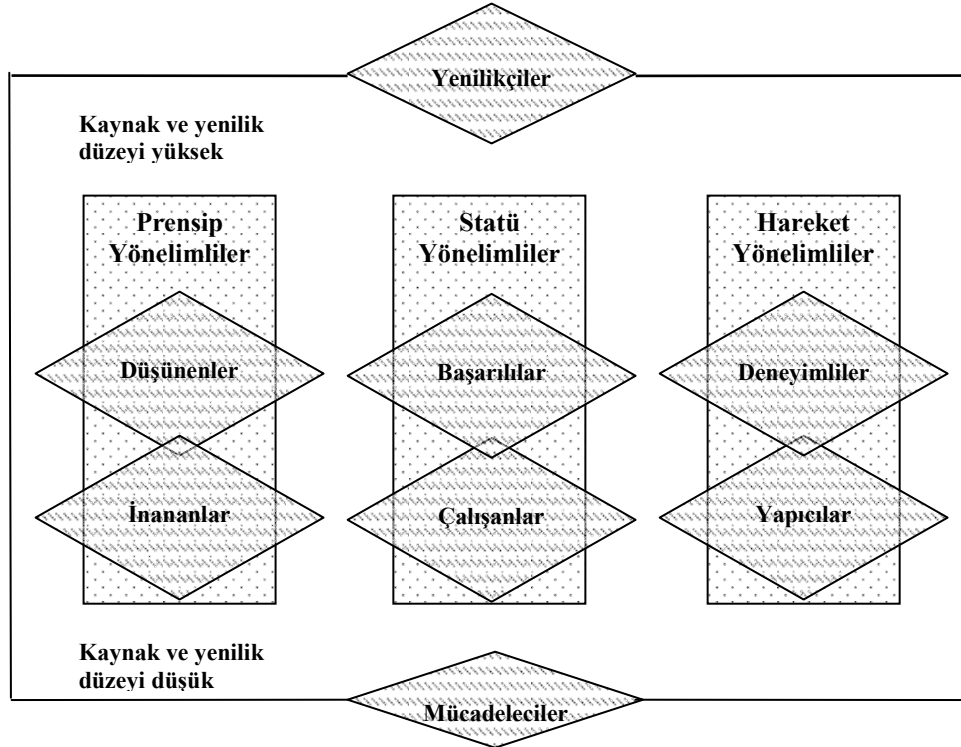 Yenilikçiler
Kaynak ve yenilik
düzeyi yüksek
Prensip
Yönelimliler
Statü
Yönelimliler
Hareket
Yönelimliler
Düşünenler
Başarılılar
Deneyimliler
İnananlar
Çalışanlar
Yapıcılar
Kaynak ve yenilik
düzeyi düşük
Mücadeleciler